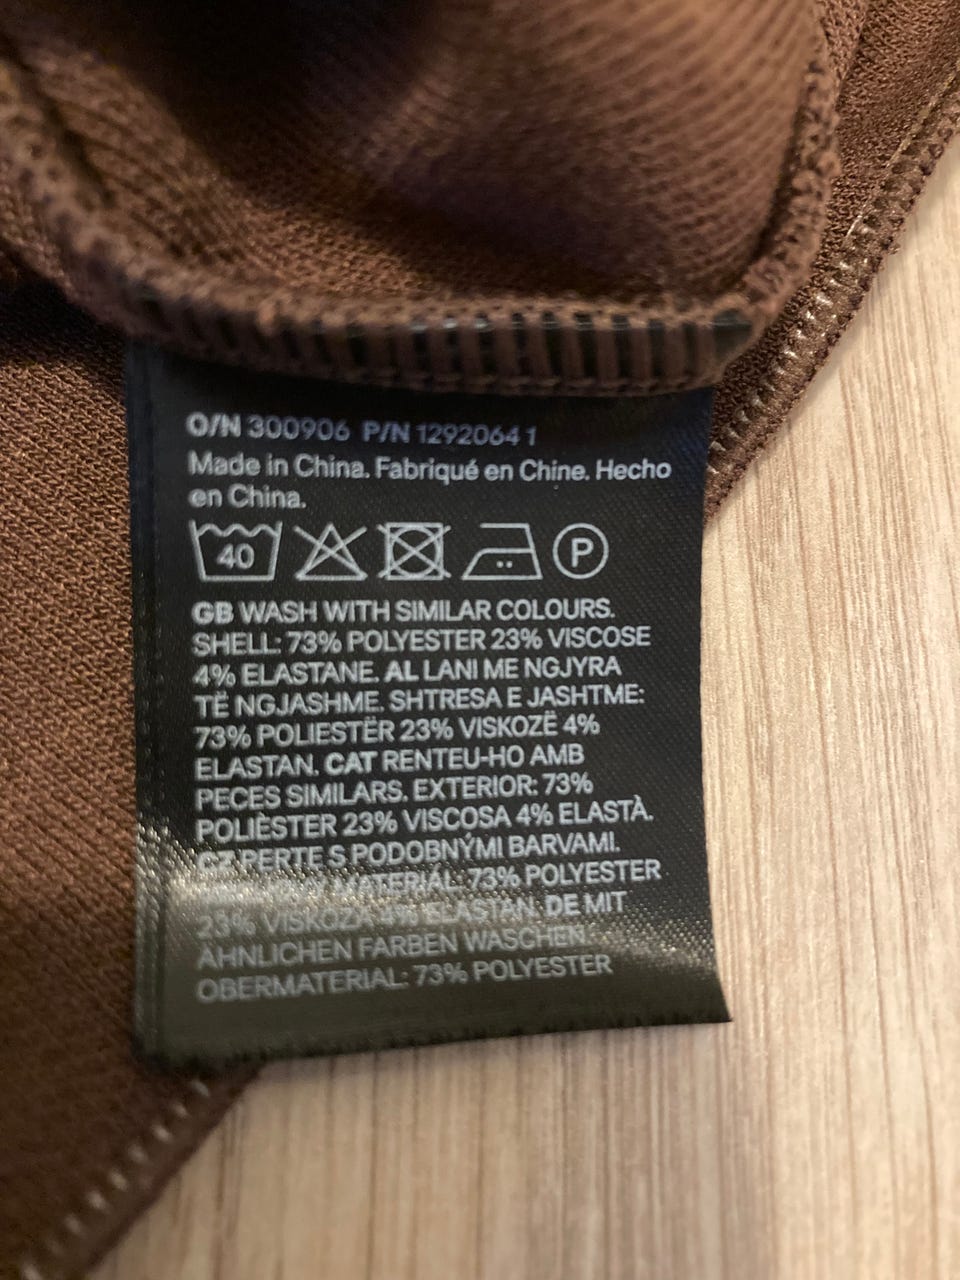 O/N 300906 P/N 1292064 1
Made in China. Fabriqué en Chine. Hecho
en China.
40 P
GB WASH WITH SIMILAR COLOURS.
SHELL: 73% POLYESTER 23% VISCOSE
4% ELASTANE. AL LANI ME NGJYRA
TË NGJASHME. SHTRESA E JASHTME:
73% POLIESTËR 23% VISKOZË 4%
ELASTAN. CAT RENTEU-HO AMB
PECES SIMILARS. EXTERIOR: 73%
POLIÈSTER 23% VISCOSA 4% ELASTÀ.
CZ PERTE S PODOBNÝMI BARVAMI.
MATERIÁL: 73% POLYESTER
23% VISKÓZA 4% ELASTAN. DE MIT
ÄHNLICHEN FARBEN WASCHEN.
OBERMATERIAL: 73% POLYESTER